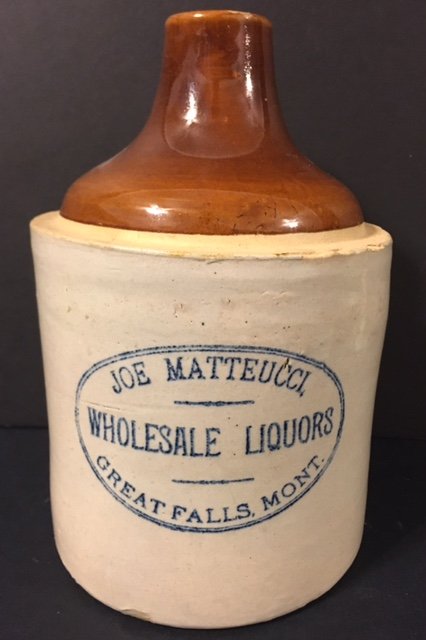 JOE MATTEUCCI,
WHOLESALE LIQUORS
GREAT FALLS, MONT.